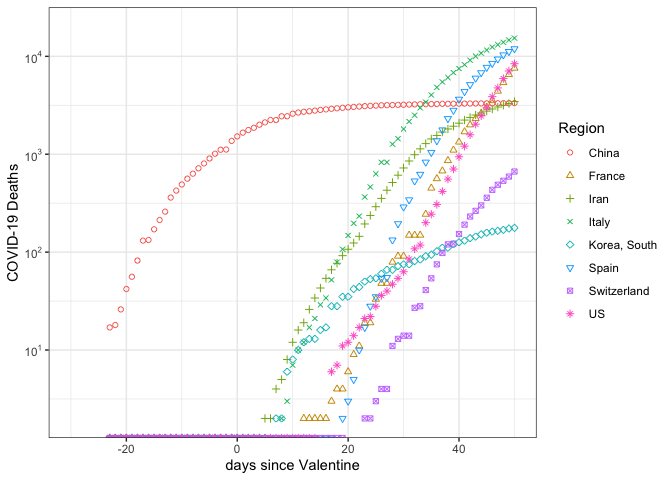 COVID-19 Deaths
10⁴
10³
10²
10¹
-20
0
20
40
days since Valentine
Region
China
France
Iran
Italy
Korea, South
Spain
Switzerland
US